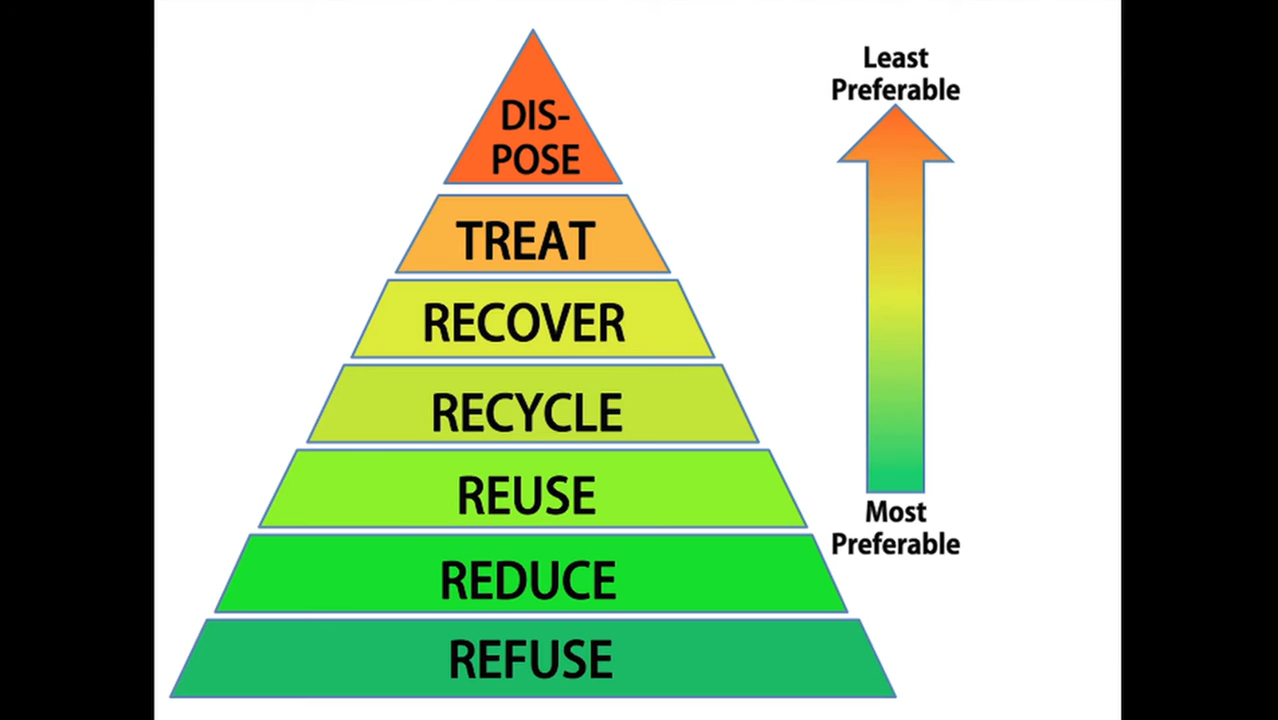 DIS-
POSE
TREAT
RECOVER
RECYCLE
REUSE
REDUCE
REFUSE
Least
Preferable
Most
Preferable